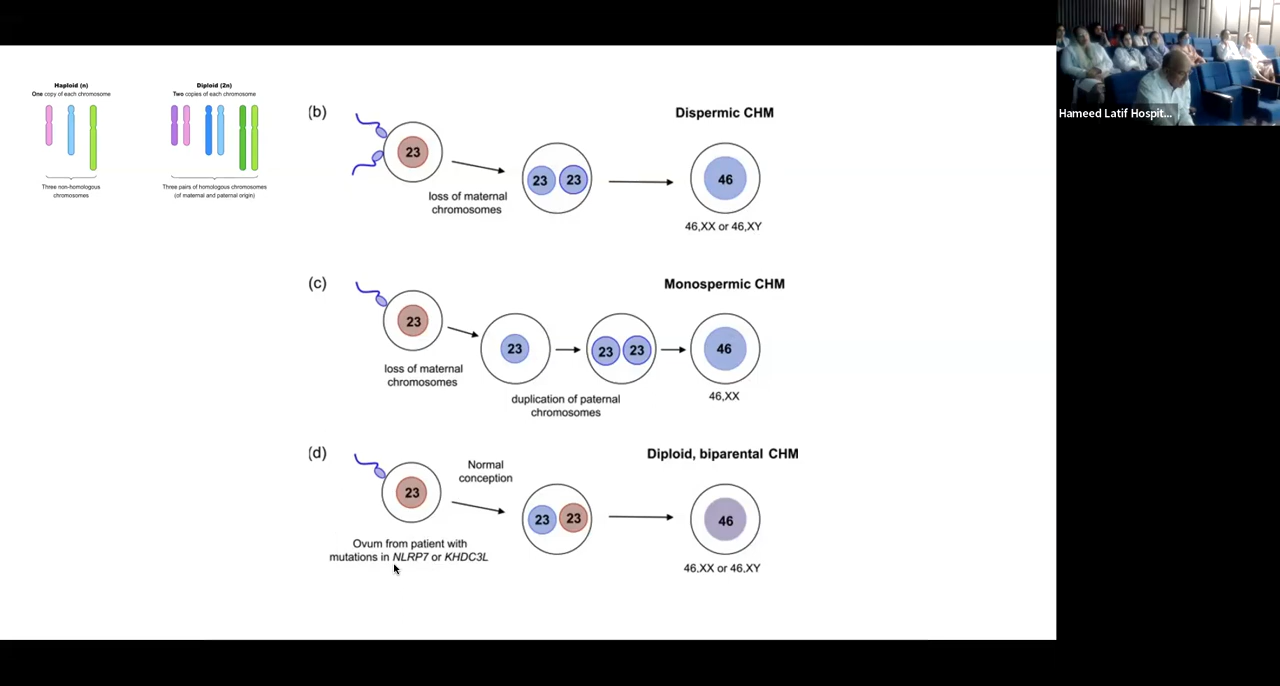 Haploid (n)
One copy of each chromosome
Three non-homologous
chromosomes
Diploid (2n)
Two copies of each chromosome
Three pairs of homologous chromosomes
(of maternal and paternal origin)
(b)
Dispermic CHM
23
loss of maternal
chromosomes
23 23
46
46,XX or 46,XY
(c)
Monospermic CHM
23
loss of maternal
chromosomes
23
23 23
duplication of paternal
chromosomes
46
46,XX
(d)
Diploid, biparental CHM
23
Normal
conception
Ovum from patient with
mutations in NLRP7 or KHDC3L
23 23
46
46,XX or 46,XY
Hameed Latif Hospit...